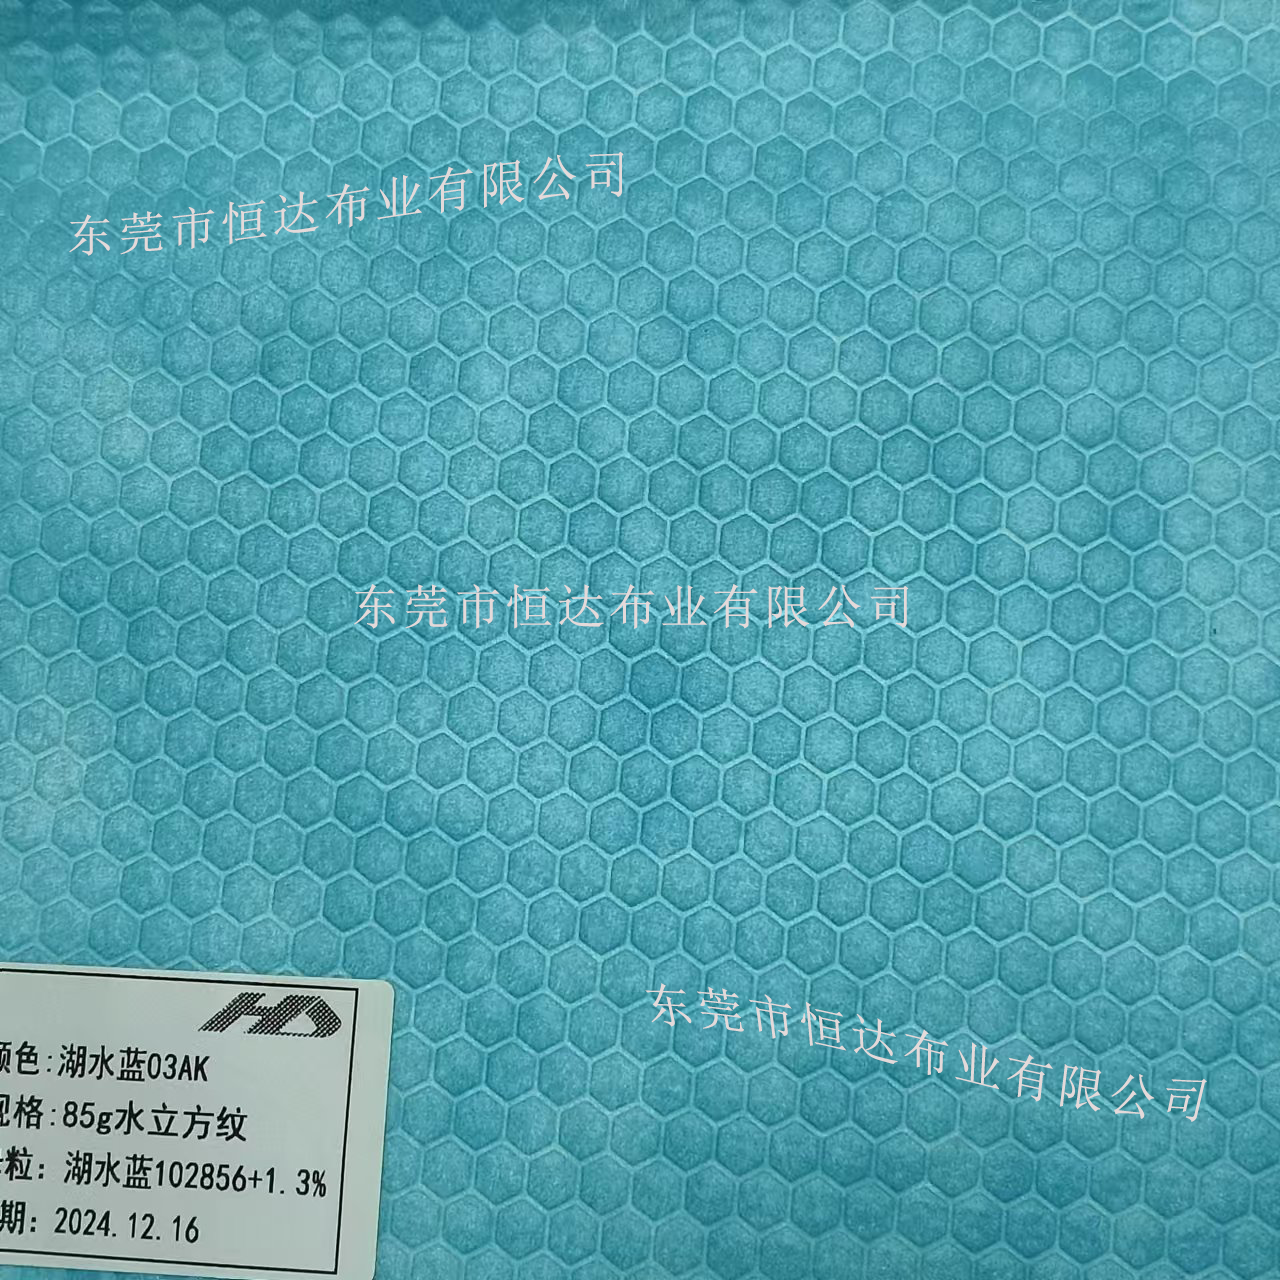 东莞市恒达布业有限公司
东莞市恒达布业有限公司
东莞市恒达布业有限公司
HD
颜色:湖水蓝03AK
规格:85g水立方纹
粒: 湖水蓝102856+1.3%
期: 2024.12.16